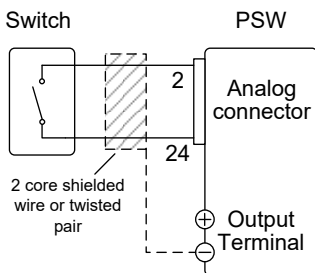 Switch
PSW
2
Analog
connector
24
2 core shielded
wire or twisted
pair
+
Output
Terminal
-